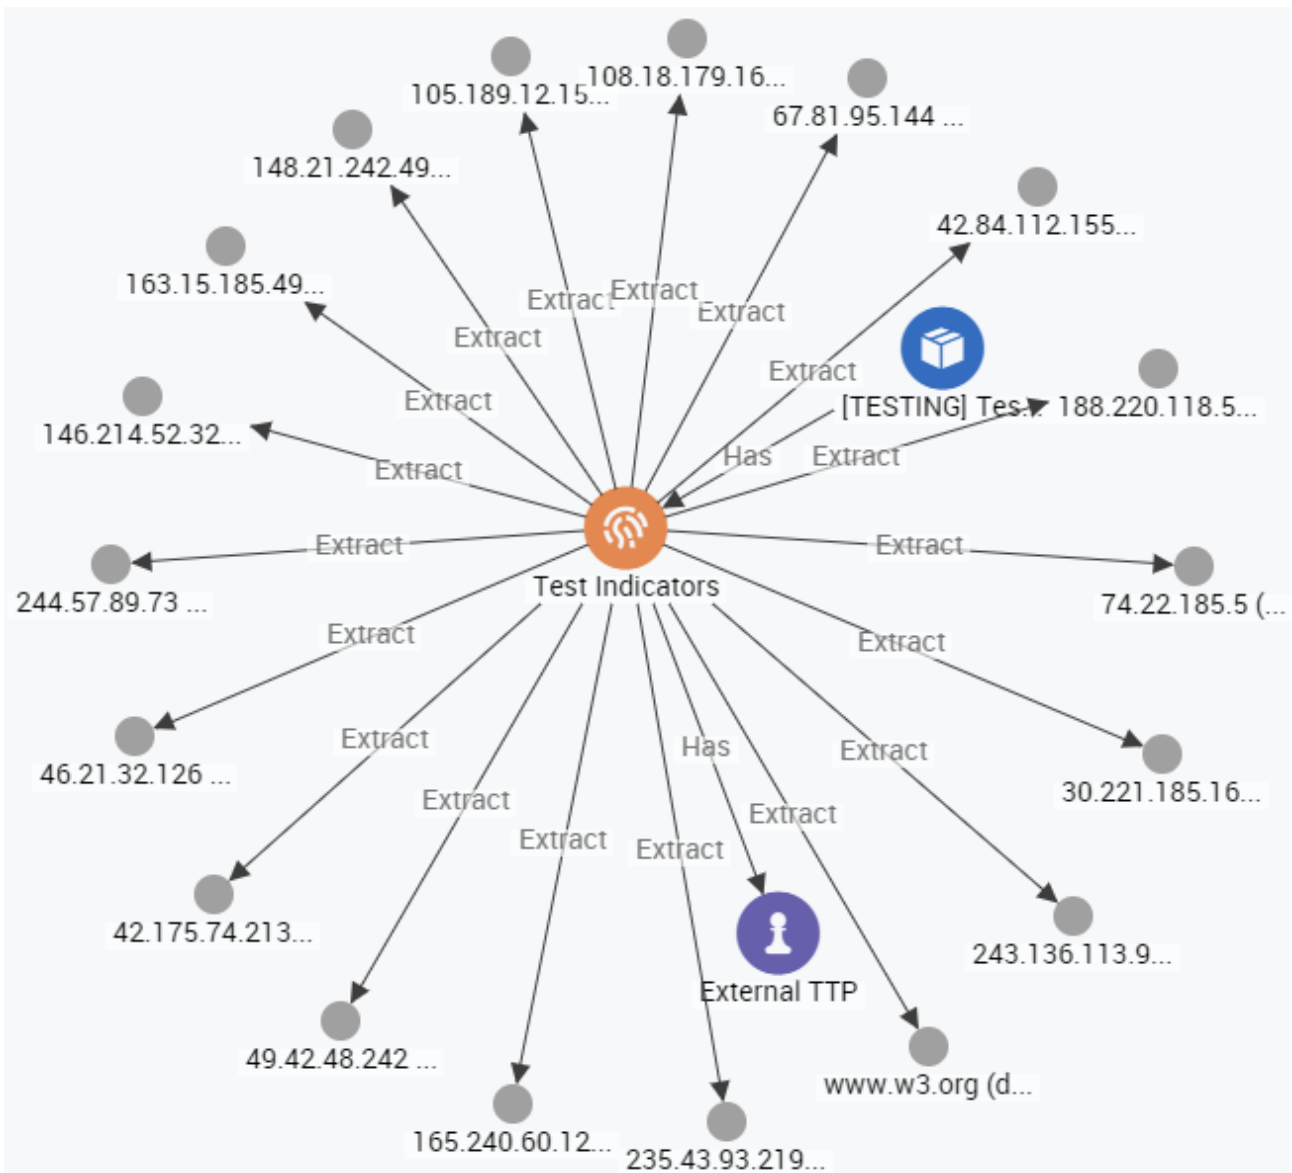 108.18.179.16...
105.189.12.15...
67.81.95.144 ...
148.21.242.49...
42.84.112.155...
163.15.185.49...
Extract
Extract
Extract
Extract
Extract
Extract
[TESTING] Tes...
188.220.118.5...
146.214.52.32...
Extract
Has
Extract
Extract
Extract
Test Indicators
244.57.89.73 ...
74.22.185.5 (...
Extract
Extract
Extract
Has
Extract
46.21.32.126 ...
30.221.185.16...
Extract
Extract
Extract
Extract
42.175.74.213...
243.136.113.9...
External TTP
49.42.48.242 ...
www.w3.org (d...
165.240.60.12...
235.43.93.219...